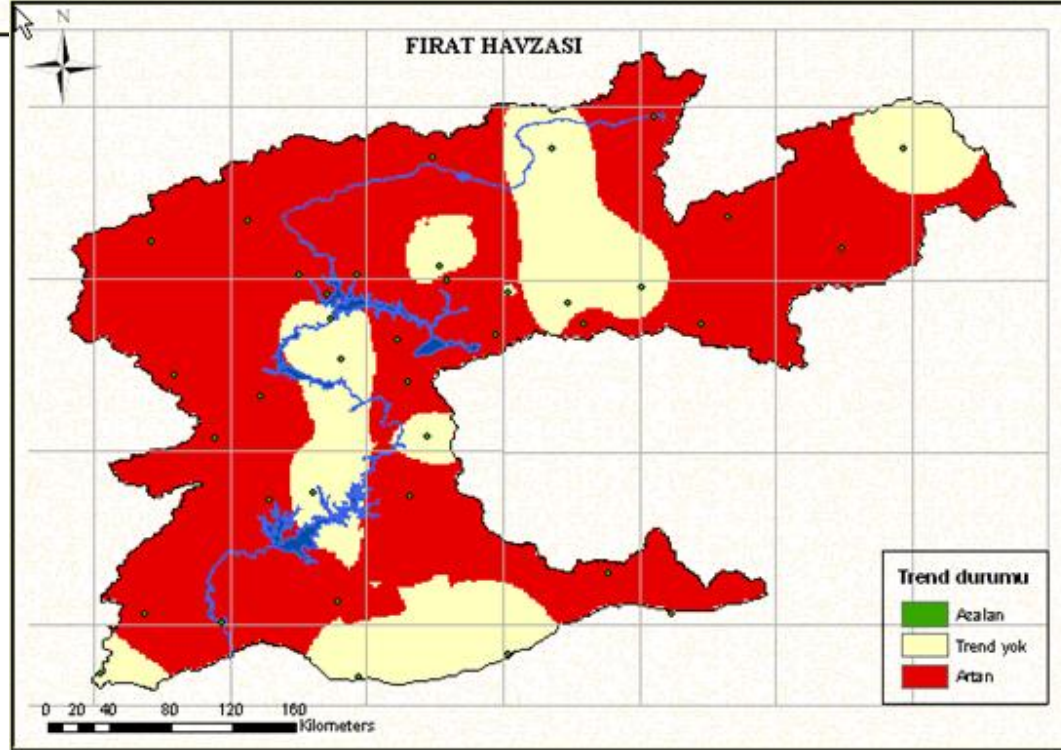 N
FIRAT HAVZASI
Trend durumu
Azalan
Trend yok
Artan
0 20 40 80 120 160
Kilometers